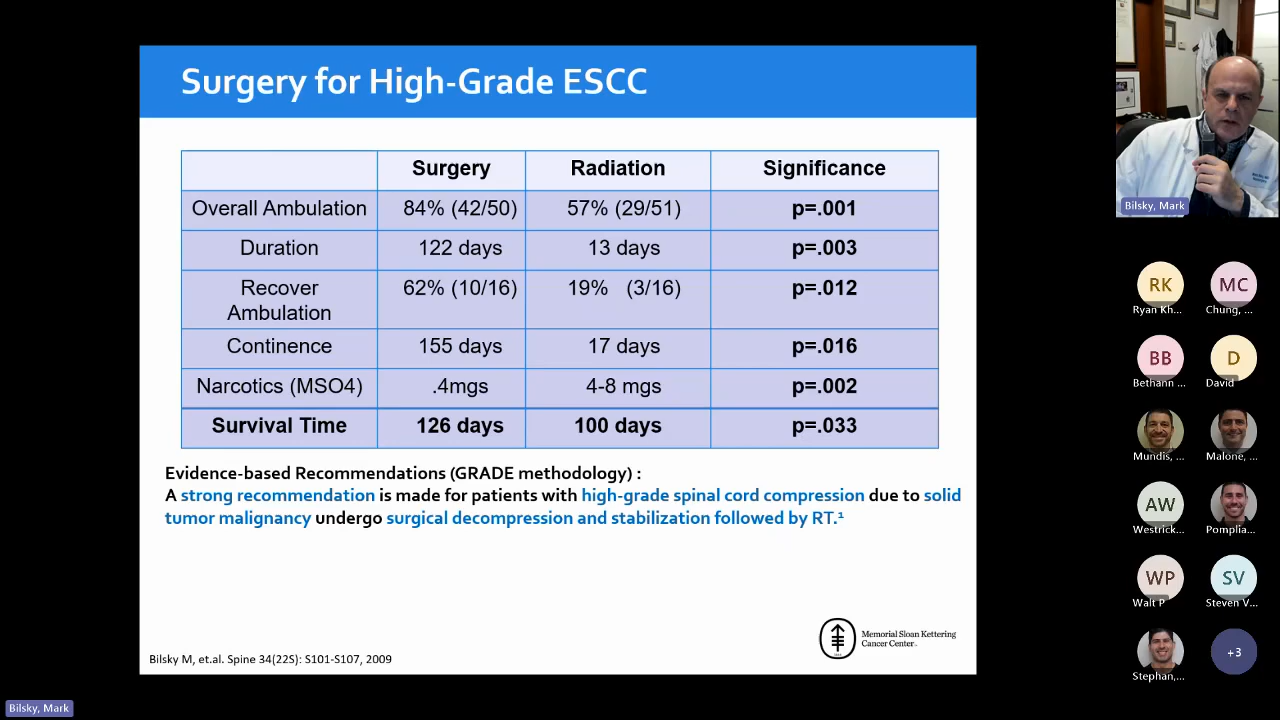 Surgery for High-Grade ESCC
Surgery Radiation Significance
Overall Ambulation 84% (42/50) 57% (29/51) p=.001
Duration 122 days 13 days p=.003
Recover Ambulation 62% (10/16) 19% (3/16) p=.012
Continence 155 days 17 days p=.016
Narcotics (MSO4) .4mgs 4-8 mgs p=.002
Survival Time 126 days 100 days p=.033
Evidence-based Recommendations (GRADE methodology) :
A strong recommendation is made for patients with high-grade spinal cord compression due to solid
tumor malignancy undergo surgical decompression and stabilization followed by RT.¹
Memorial Sloan Kettering
Cancer Center
Bilsky M, et.al. Spine 34(22S): S101-S107, 2009
Bilsky, Mark
Bilsky, Mark
RK MC
Ryan Kh... Chung, ...
BB D
Bethann ... David
Mundis, ... Malone, ...
AW
Westrick... Pomplia...
WP SV
Walt P Steven V...
+3
Stephan,...